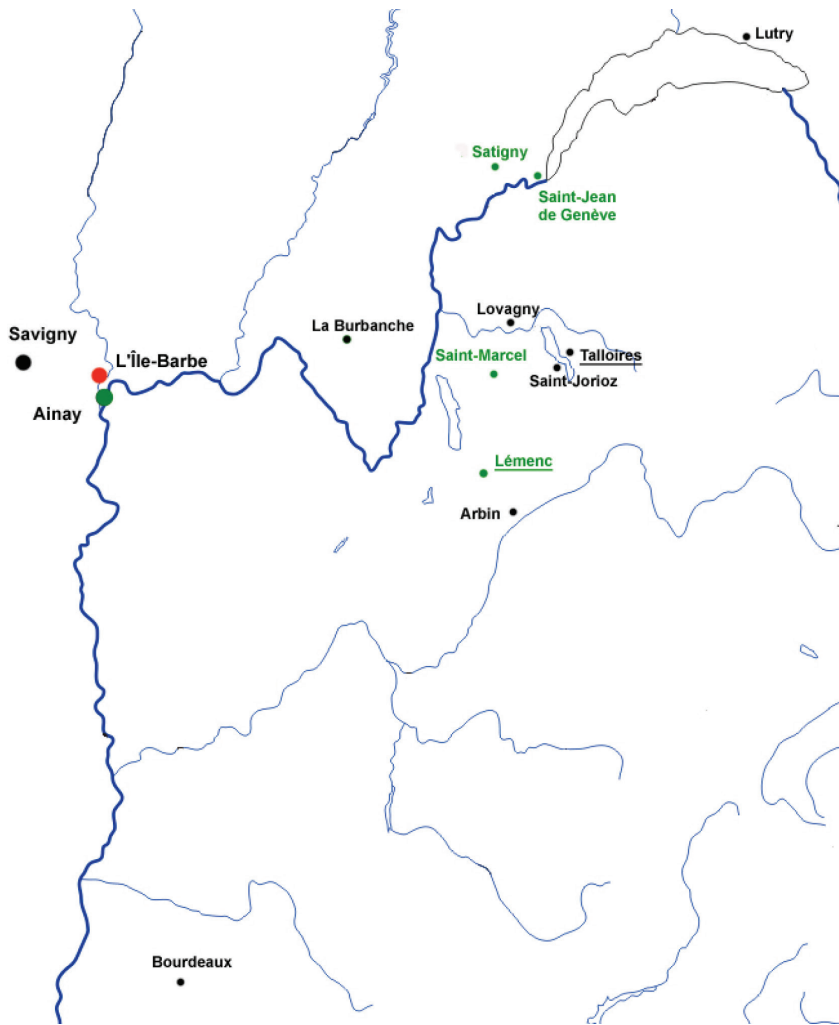 Lutry
Satigny
Saint-Jean
de Genève
Lovagny
La Burbanche
Savigny
L'Île-Barbe
Saint-Marcel
Talloires
Saint-Jorioz
Ainay
Lémenc
Arbin
Bourdeaux